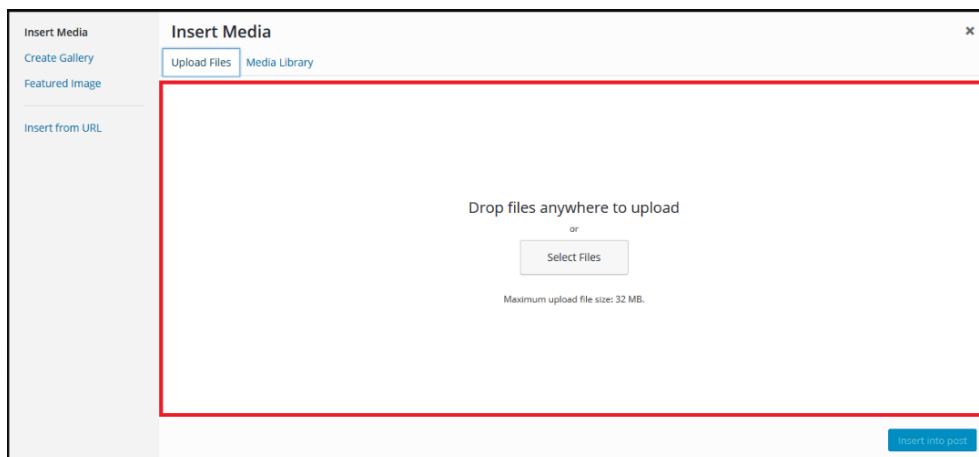 Insert Media
Create Gallery
Featured Image
Insert from URL
Insert Media
×
Upload Files
Media Library
Drop files anywhere to upload
or
Select Files
Maximum upload file size: 32 MB.
Insert into post